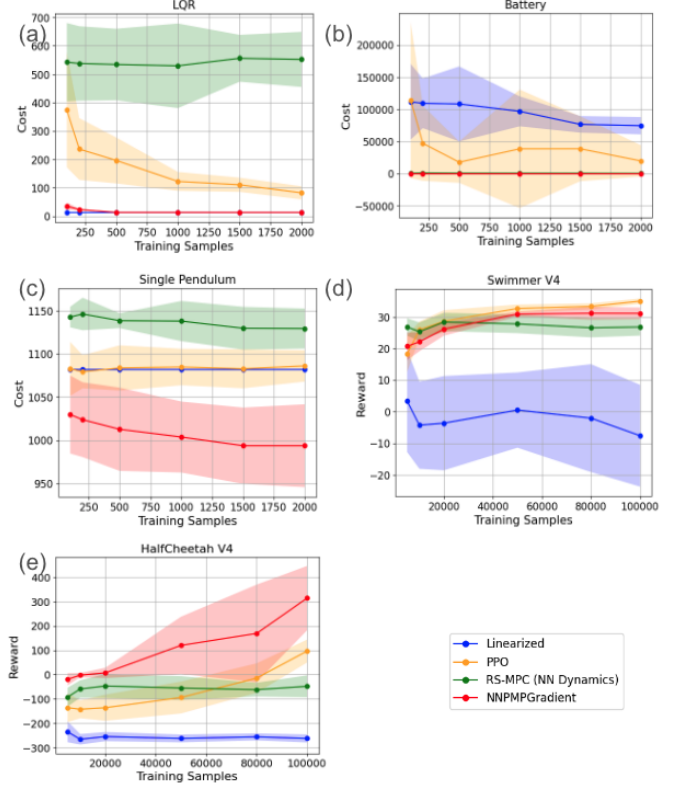 (a)
LQR
700
600
500
400
300
200
100
0
Cost
250 500 750 1000 1250 1500 1750 2000
Training Samples
(b)
Battery
200000
150000
100000
50000
0
−50000
Cost
250 500 750 1000 1250 1500 1750 2000
Training Samples
(c)
Single Pendulum
1150
1100
1050
1000
950
Cost
250 500 750 1000 1250 1500 1750 2000
Training Samples
(d)
Swimmer V4
30
20
10
0
−10
−20
Reward
20000 40000 60000 80000 100000
Training Samples
(e)
HalfCheetah V4
400
300
200
100
0
−100
−200
−300
Reward
20000 40000 60000 80000 100000
Training Samples
Linearized
PPO
RS-MPC (NN Dynamics)
NNPMPGradient